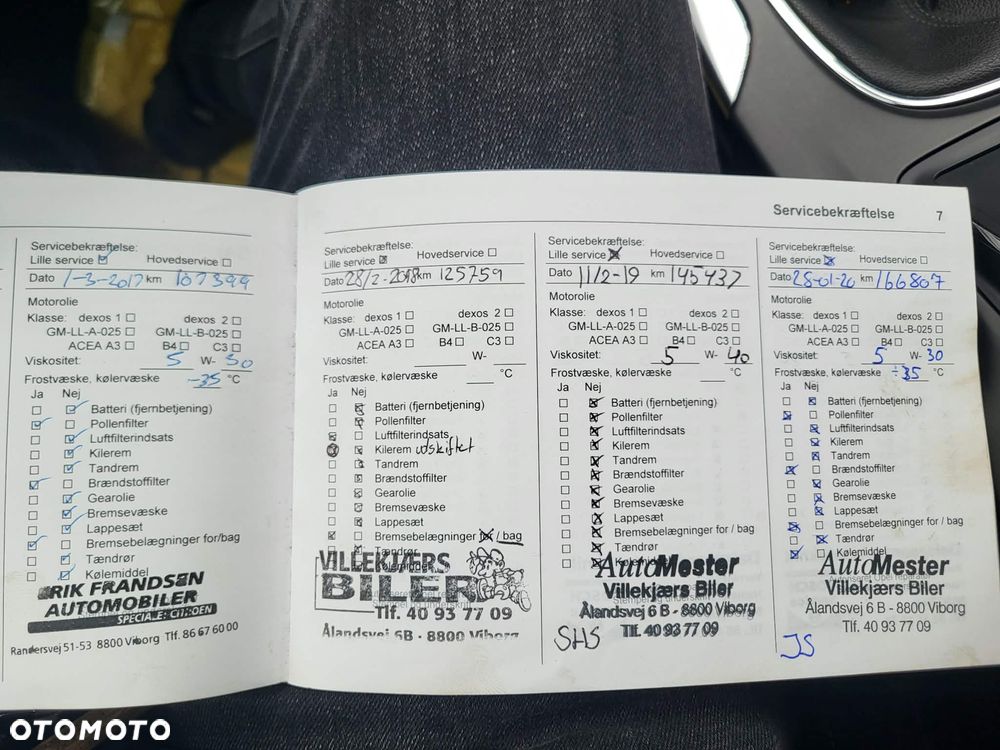 Servicebekræftelse 7
Servicebekræftelse:
Lille service Hovedservice
Dato 1-3-2017 km 107399
Motorolie
Klasse: dexos 1 dexos 2
GM-LL-A-025 GM-LL-B-025
ACEA A3 B4 C3
Viskositet: 5 W- 30
Frostvæske, kølervæske -35 °C
Ja Nej
Batteri (fjernbetjening)
Pollenfilter
Luftfilterindsats
Kilerem
Tandrem
Brændstoffilter
Gearolie
Bremsevæske
Lappesæt
Bremsebelægninger for/bag
Tændrør
Kølemiddel
ERIK FRANDSEN
AUTOMOBILER
SPECIALE: CITROEN
Randersvej 51-53 8800 Viborg Tlf. 86 67 60 00
Servicebekræftelse:
Lille service Hovedservice
Dato 28/2-2018 km 125759
Motorolie
Klasse: dexos 1 dexos 2
GM-LL-A-025 GM-LL-B-025
ACEA A3 B4 C3
Viskositet: W-
Frostvæske, kølervæske °C
Ja Nej
Batteri (fjernbetjening)
Pollenfilter
Luftfilterindsats
Kilerem udskiftet
Tandrem
Brændstoffilter
Gearolie
Bremsevæske
Lappesæt
Bremsebelægninger for / bag
Tændrør
Kølemiddel
VILLEKJÆRS
BILER
Tlf. 40 93 77 09
Ålandsvej 6B - 8800 Viborg
Servicebekræftelse:
Lille service Hovedservice
Dato 11/2-19 km 145437
Motorolie
Klasse: dexos 1 dexos 2
GM-LL-A-025 GM-LL-B-025
ACEA A3 B4 C3
Viskositet: 5 W- 40
Frostvæske, kølervæske °C
Ja Nej
Batteri (fjernbetjening)
Pollenfilter
Luftfilterindsats
Kilerem
Tandrem
Brændstoffilter
Gearolie
Bremsevæske
Lappesæt
Bremsebelægninger for / bag
Tændrør
Kølemiddel
AutoMester
Villekjærs Biler
Ålandsvej 6 B - 8800 Viborg
Tlf. 40 93 77 09
SHS
Servicebekræftelse:
Lille service Hovedservice
Dato 28-01-20 km 166807
Motorolie
Klasse: dexos 1 dexos 2
GM-LL-A-025 GM-LL-B-025
ACEA A3 B4 C3
Viskositet: 5 W- 30
Frostvæske, kølervæske ÷35 °C
Ja Nej
Batteri (fjernbetjening)
Pollenfilter
Luftfilterindsats
Kilerem
Tandrem
Brændstoffilter
Gearolie
Bremsevæske
Lappesæt
Bremsebelægninger for / bag
Tændrør
Kølemiddel
AutoMester
Villekjærs Biler
Ålandsvej 6 B - 8800 Viborg
Tlf. 40 93 77 09
JS
OTOMOTO